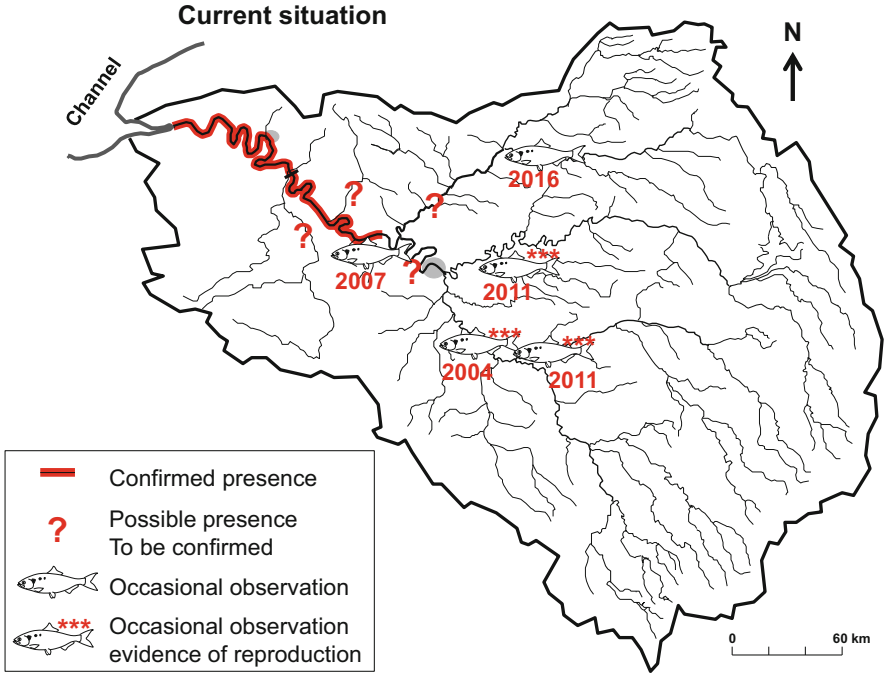 Current situation
N
Channel
2016
?
?
?
***
2007
?
2011
***
***
2004
2011
Confirmed presence
?
Possible presence
To be confirmed
Occasional observation
***
Occasional observation
evidence of reproduction
0
60 km